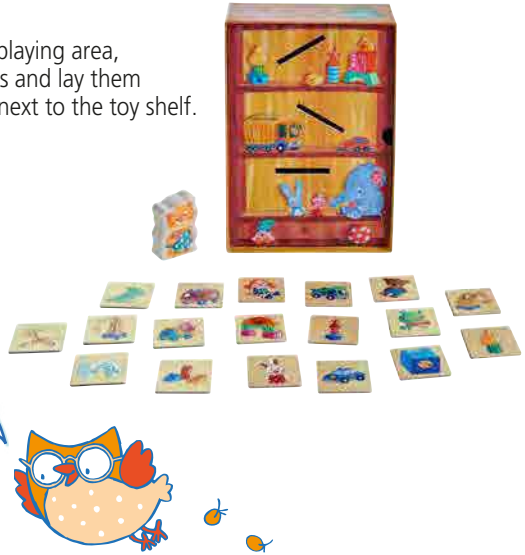 playing area,
s and lay them
next to the toy shelf.